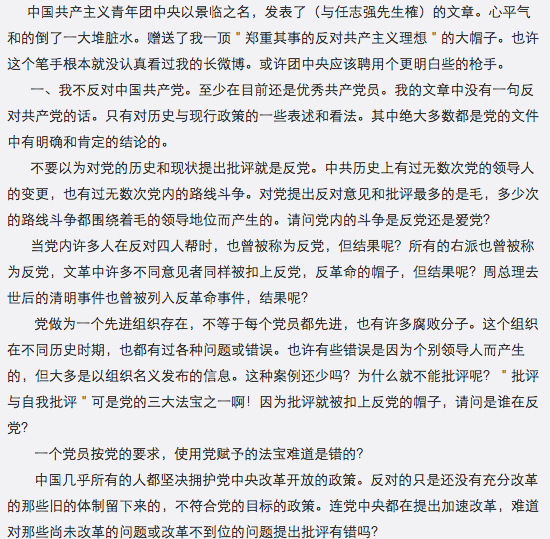 中国共产主义青年团中央以景临之名，发表了（与任志强先生榷）的文章。心平气
和的倒了一大堆脏水。赠送了我一顶＂郑重其事的反对共产主义理想＂的大帽子。也许
这个笔手根本就没认真看过我的长微博。或许团中央应该聘用个更明白些的枪手。
一、我不反对中国共产党。至少在目前还是优秀共产党员。我的文章中没有一句反
对共产党的话。只有对历史与现行政策的一些表述和看法。其中绝大多数都是党的文件
中有明确和肯定的结论的。
不要以为对党的历史和现状提出批评就是反党。中共历史上有过无数次党的领导人
的变更，也有过无数次党内的路线斗争。对党提出反对意见和批评最多的是毛，多少次
的路线斗争都围绕着毛的领导地位而产生的。请问党内的斗争是反党还是爱党？
当党内许多人在反对四人帮时，也曾被称为反党，但结果呢？所有的右派也曾被称
为反党，文革中许多不同意见者同样被扣上反党，反革命的帽子，但结果呢？周总理去
世后的清明事件也曾被列入反革命事件，结果呢？
党做为一个先进组织存在，不等于每个党员都先进，也有许多腐败分子。这个组织
在不同历史时期，也都有过各种问题或错误。也许有些错误是因为个别领导人而产生
的，但大多是以组织名义发布的信息。这种案例还少吗？为什么就不能批评呢？＂批评
与自我批评＂可是党的三大法宝之一啊！因为批评就被扣上反党的帽子，请问是谁在反
党？
一个党员按党的要求，使用党赋予的法宝难道是错的？
中国几乎所有的人都坚决拥护党中央改革开放的政策。反对的只是还没有充分改革
的那些旧的体制留下来的，不符合党的目标的政策。连党中央都在提出加速改革，难道
对那些尚未改革的问题或改革不到位的问题提出批评有错吗？